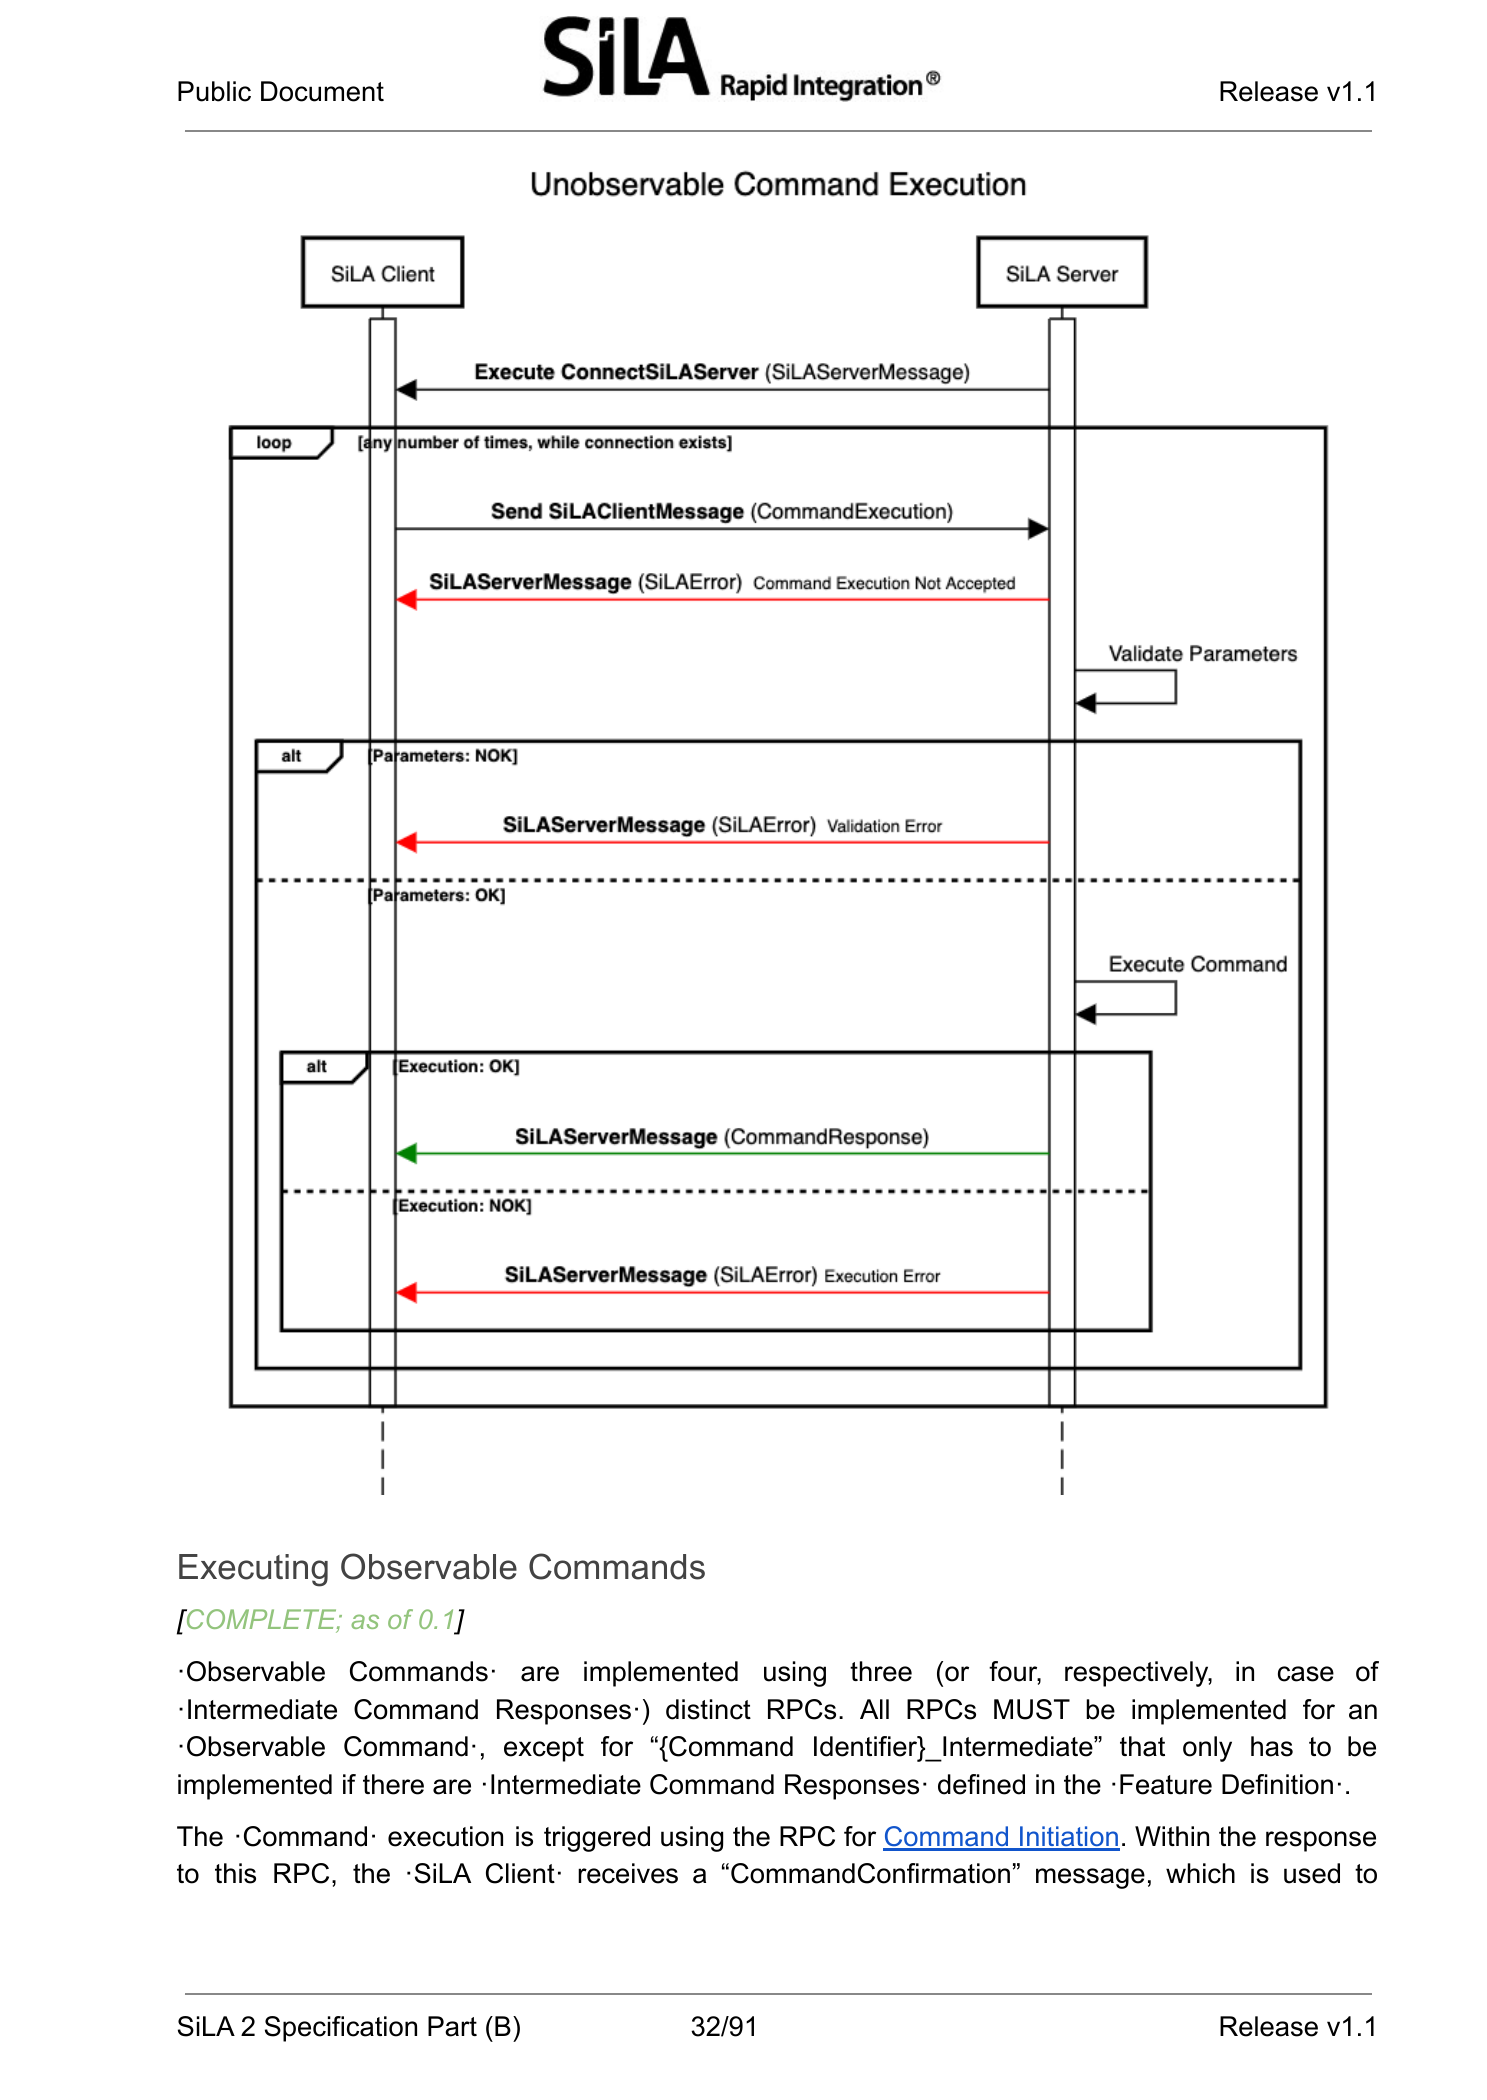 Public Document
SiLA Rapid Integration®
Release v1.1
Unobservable Command Execution
SiLA Client
SiLA Server
Execute ConnectSiLAServer (SiLAServerMessage)
loop
[any number of times, while connection exists]
Send SiLAClientMessage (CommandExecution)
SiLAServerMessage (SiLAError) Command Execution Not Accepted
Validate Parameters
alt
[Parameters: NOK]
SiLAServerMessage (SiLAError) Validation Error
[Parameters: OK]
Execute Command
alt
[Execution: OK]
SiLAServerMessage (CommandResponse)
[Execution: NOK]
SiLAServerMessage (SiLAError) Execution Error
Executing Observable Commands
[COMPLETE; as of 0.1]
·Observable Commands· are implemented using three (or four, respectively, in case of
·Intermediate Command Responses·) distinct RPCs. All RPCs MUST be implemented for an
·Observable Command·, except for “{Command Identifier}_Intermediate” that only has to be
implemented if there are ·Intermediate Command Responses· defined in the ·Feature Definition·.
The ·Command· execution is triggered using the RPC for Command Initiation. Within the response
to this RPC, the ·SiLA Client· receives a “CommandConfirmation” message, which is used to
SiLA 2 Specification Part (B)
32/91
Release v1.1